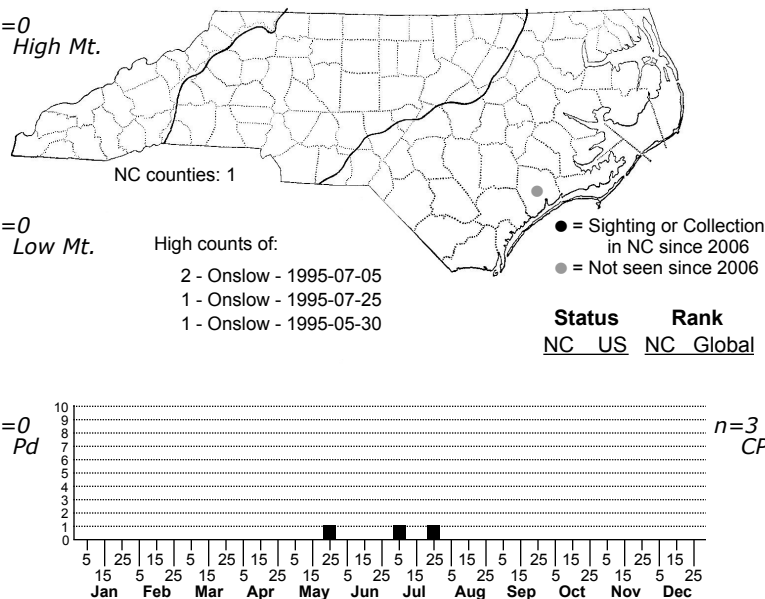 =0
High Mt.
NC counties: 1
=0
Low Mt.
High counts of:
2 - Onslow - 1995-07-05
1 - Onslow - 1995-07-25
1 - Onslow - 1995-05-30
● = Sighting or Collection
in NC since 2006
● = Not seen since 2006
Status Rank
NC US NC Global
=0
Pd
n=3
CP
10
9
8
7
6
5
4
3
2
1
0
5 25 15 5 25 15 5 25 15 5 25 15 5 25 15 5 25 15
15 5 25 15 5 25 15 5 25 15 5 25 15 5 25 15 5 25
Jan Feb Mar Apr May Jun Jul Aug Sep Oct Nov Dec